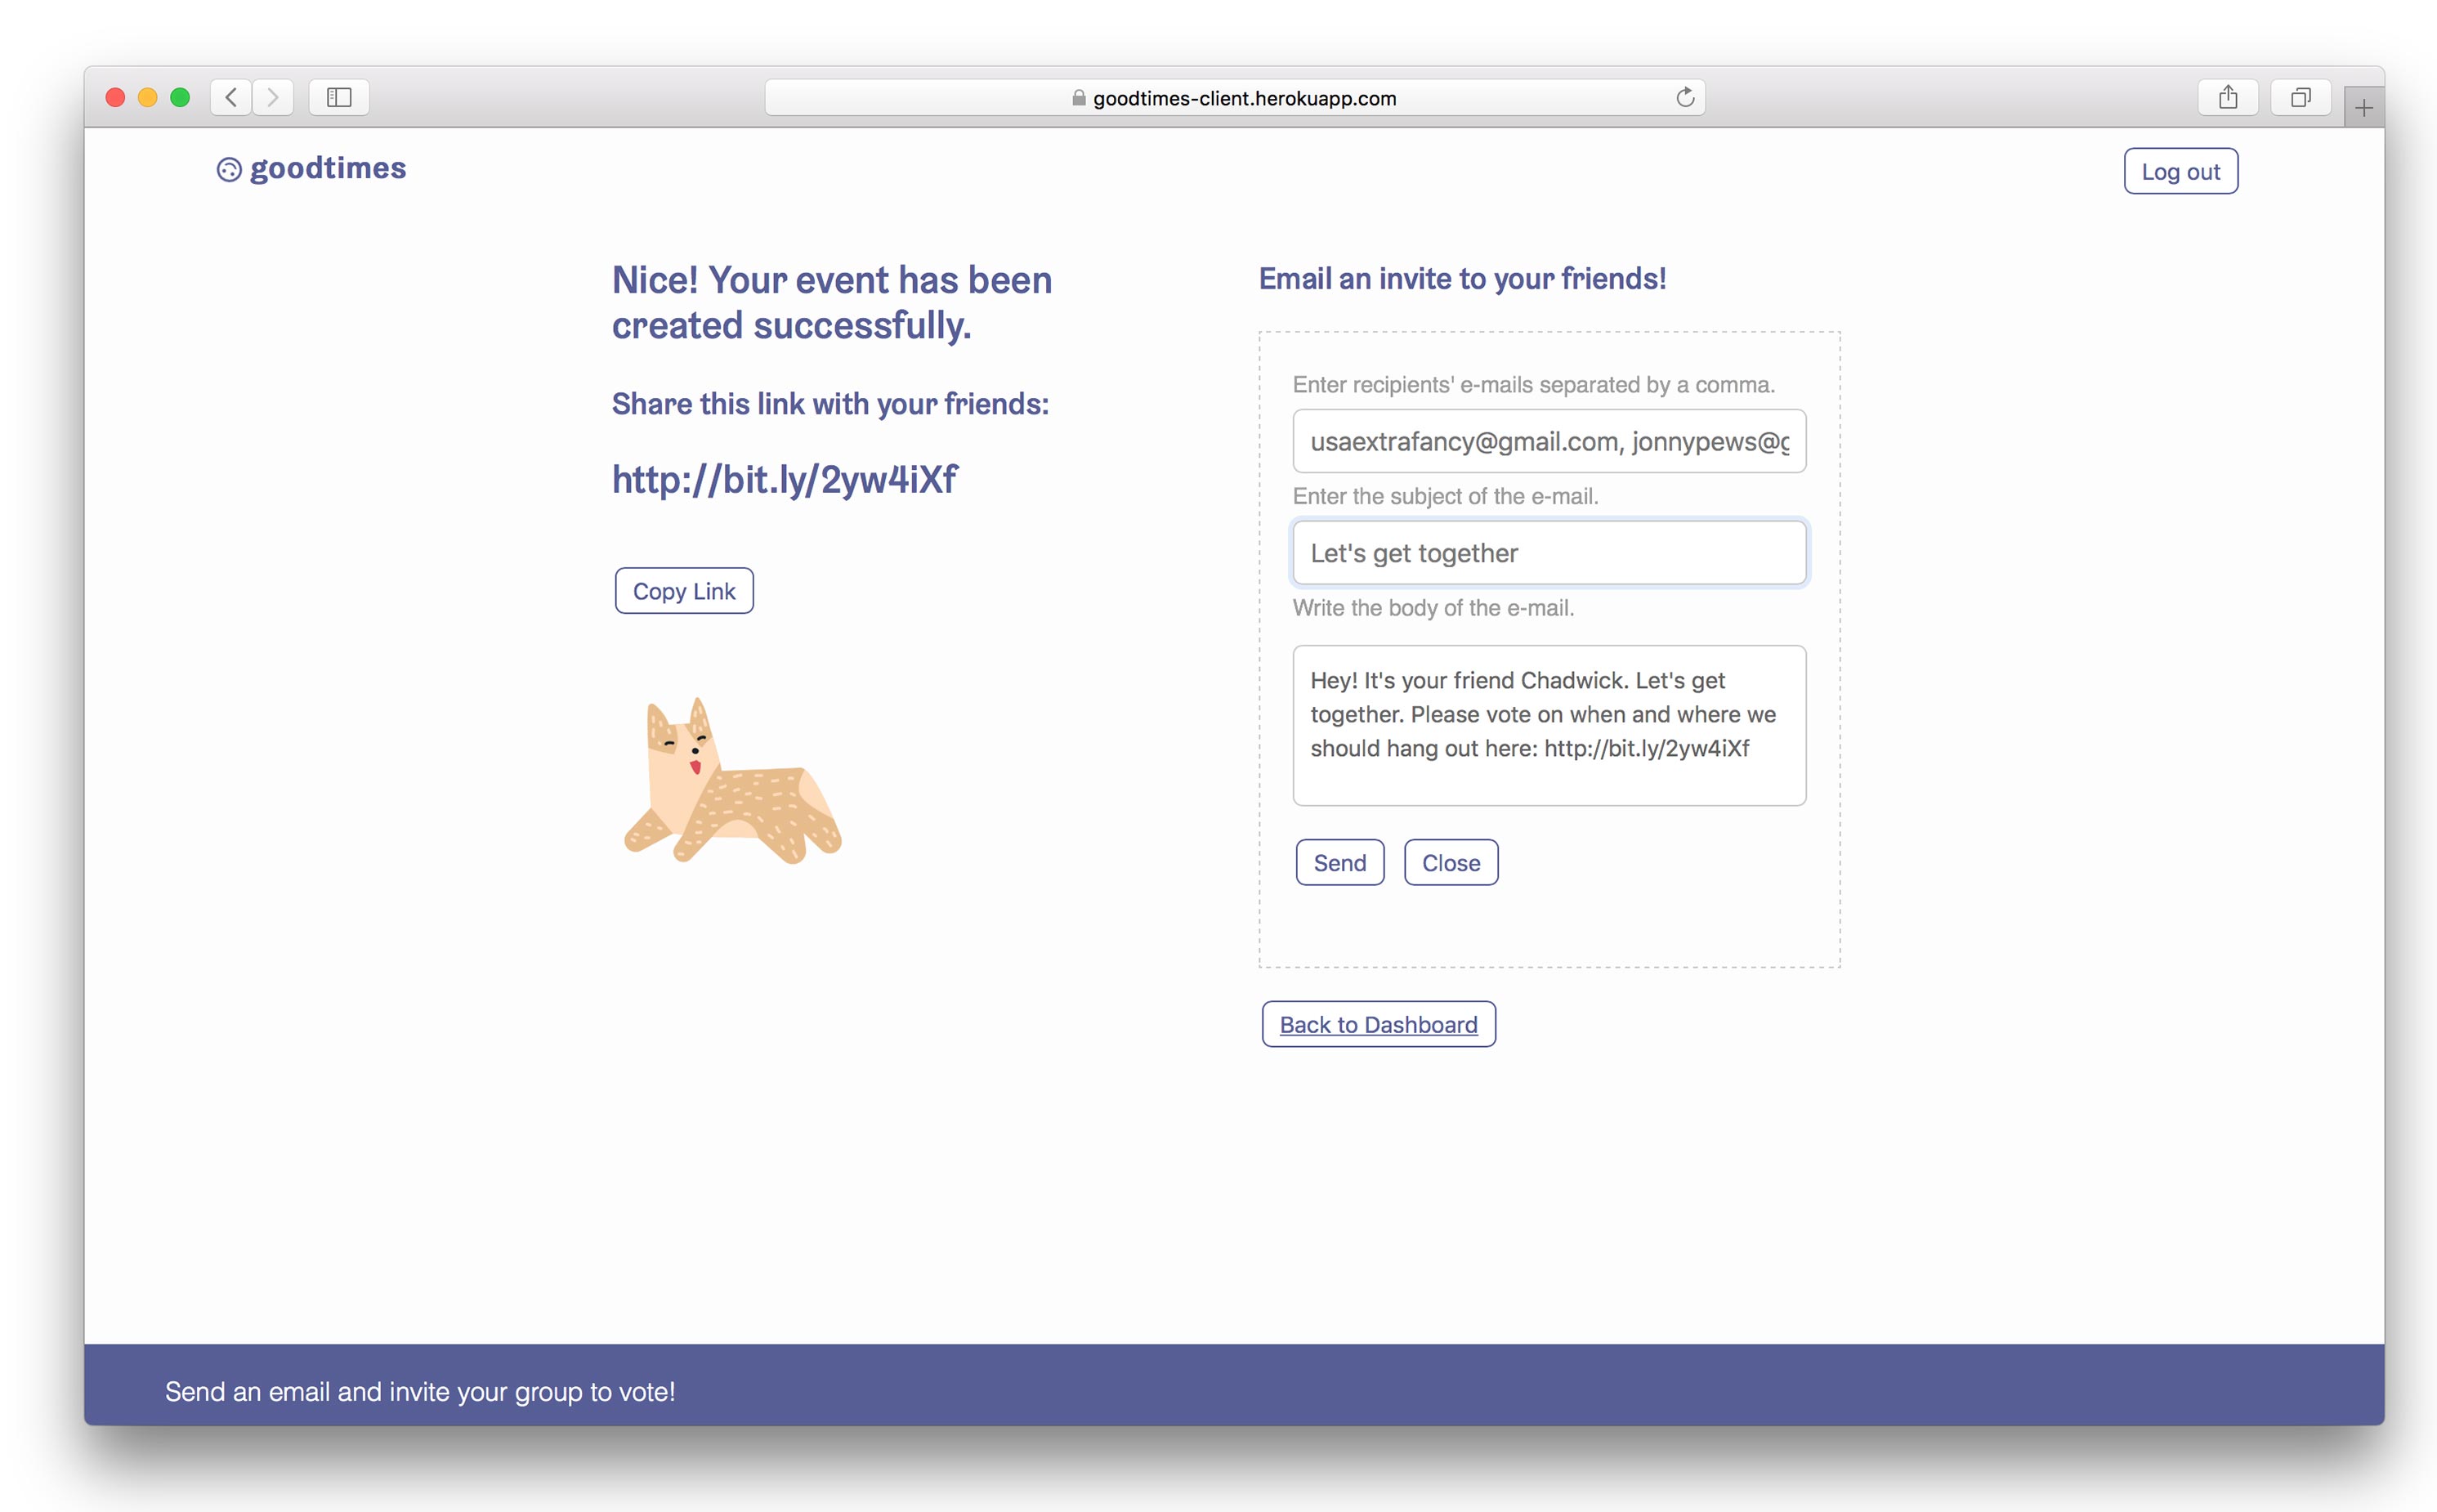 goodtimes-client.herokuapp.com
goodtimes
Log out
Nice! Your event has been
created successfully.
Share this link with your friends:
http://bit.ly/2yw4iXf
Copy Link
Email an invite to your friends!
Enter recipients' e-mails separated by a comma.
usaextrafancy@gmail.com, jonnypews@g
Enter the subject of the e-mail.
Let's get together
Write the body of the e-mail.
Hey! It's your friend Chadwick. Let's get
together. Please vote on when and where we
should hang out here: http://bit.ly/2yw4iXf
Send
Close
Back to Dashboard
Send an email and invite your group to vote!